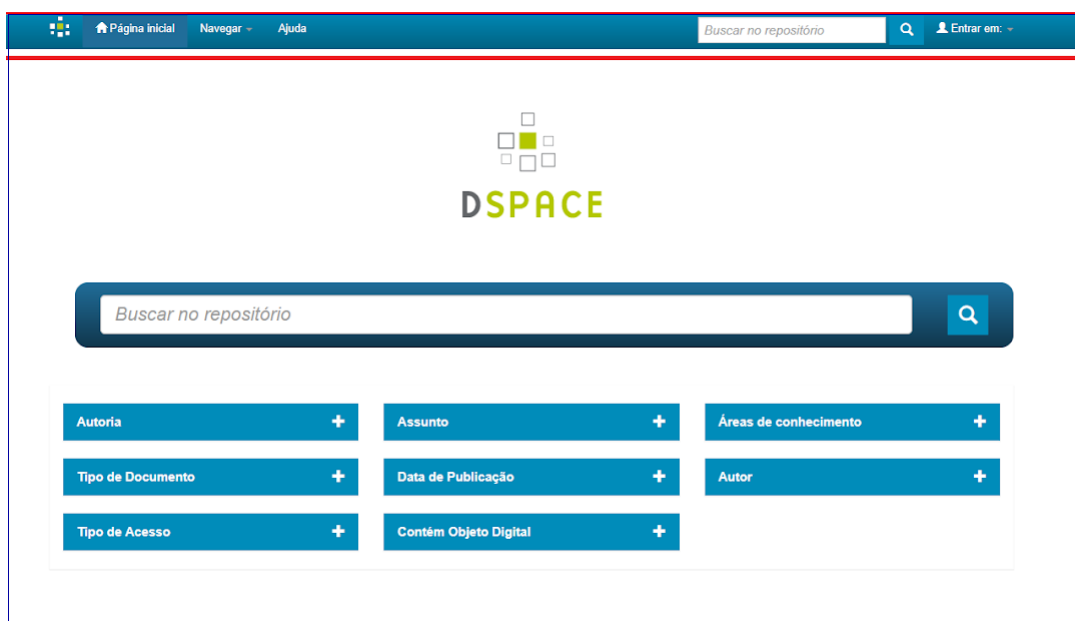 Página inicial Navegar Ajuda Buscar no repositório Entrar em:
DSPACE
Buscar no repositório
Autoria Assunto Áreas de conhecimento
Tipo de Documento Data de Publicação Autor
Tipo de Acesso Contém Objeto Digital